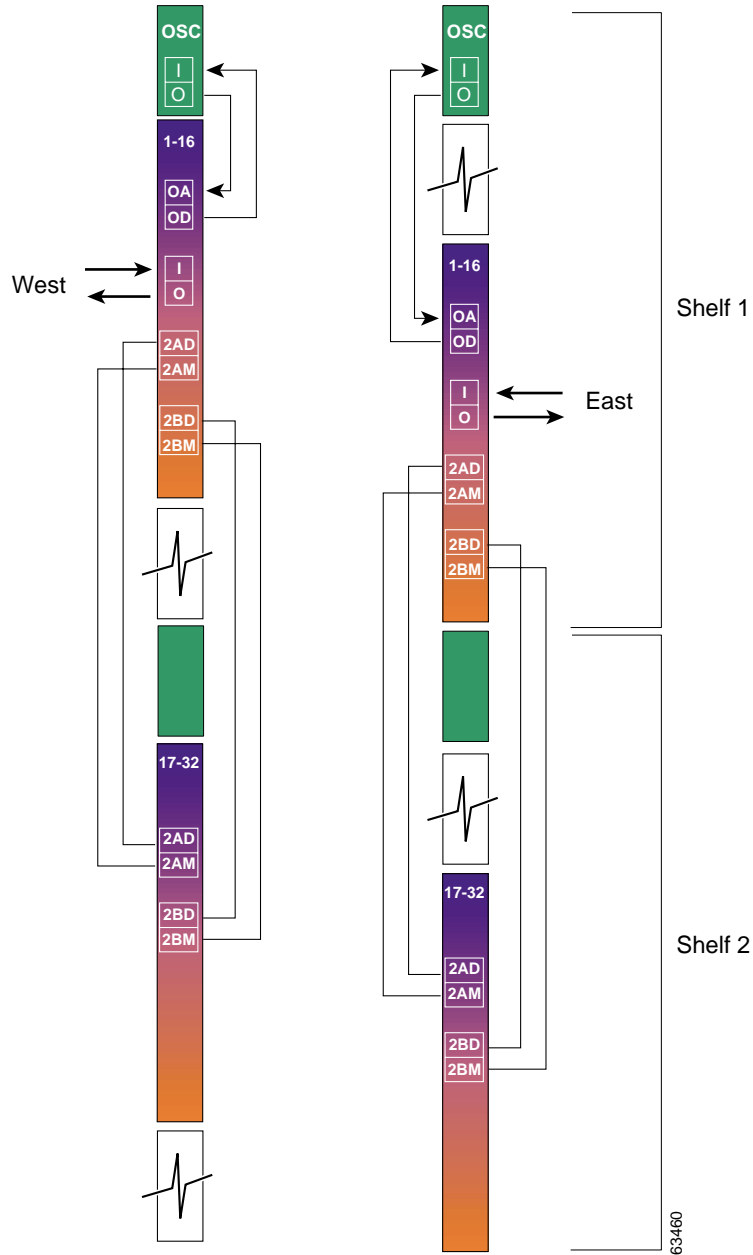 OSC
I
O
1-16
OA
OD
I
O
West
2AD
2AM
2BD
2BM
17-32
2AD
2AM
2BD
2BM
OSC
I
O
1-16
OA
OD
I
O
East
2AD
2AM
2BD
2BM
17-32
2AD
2AM
2BD
2BM
Shelf 1
Shelf 2
63460